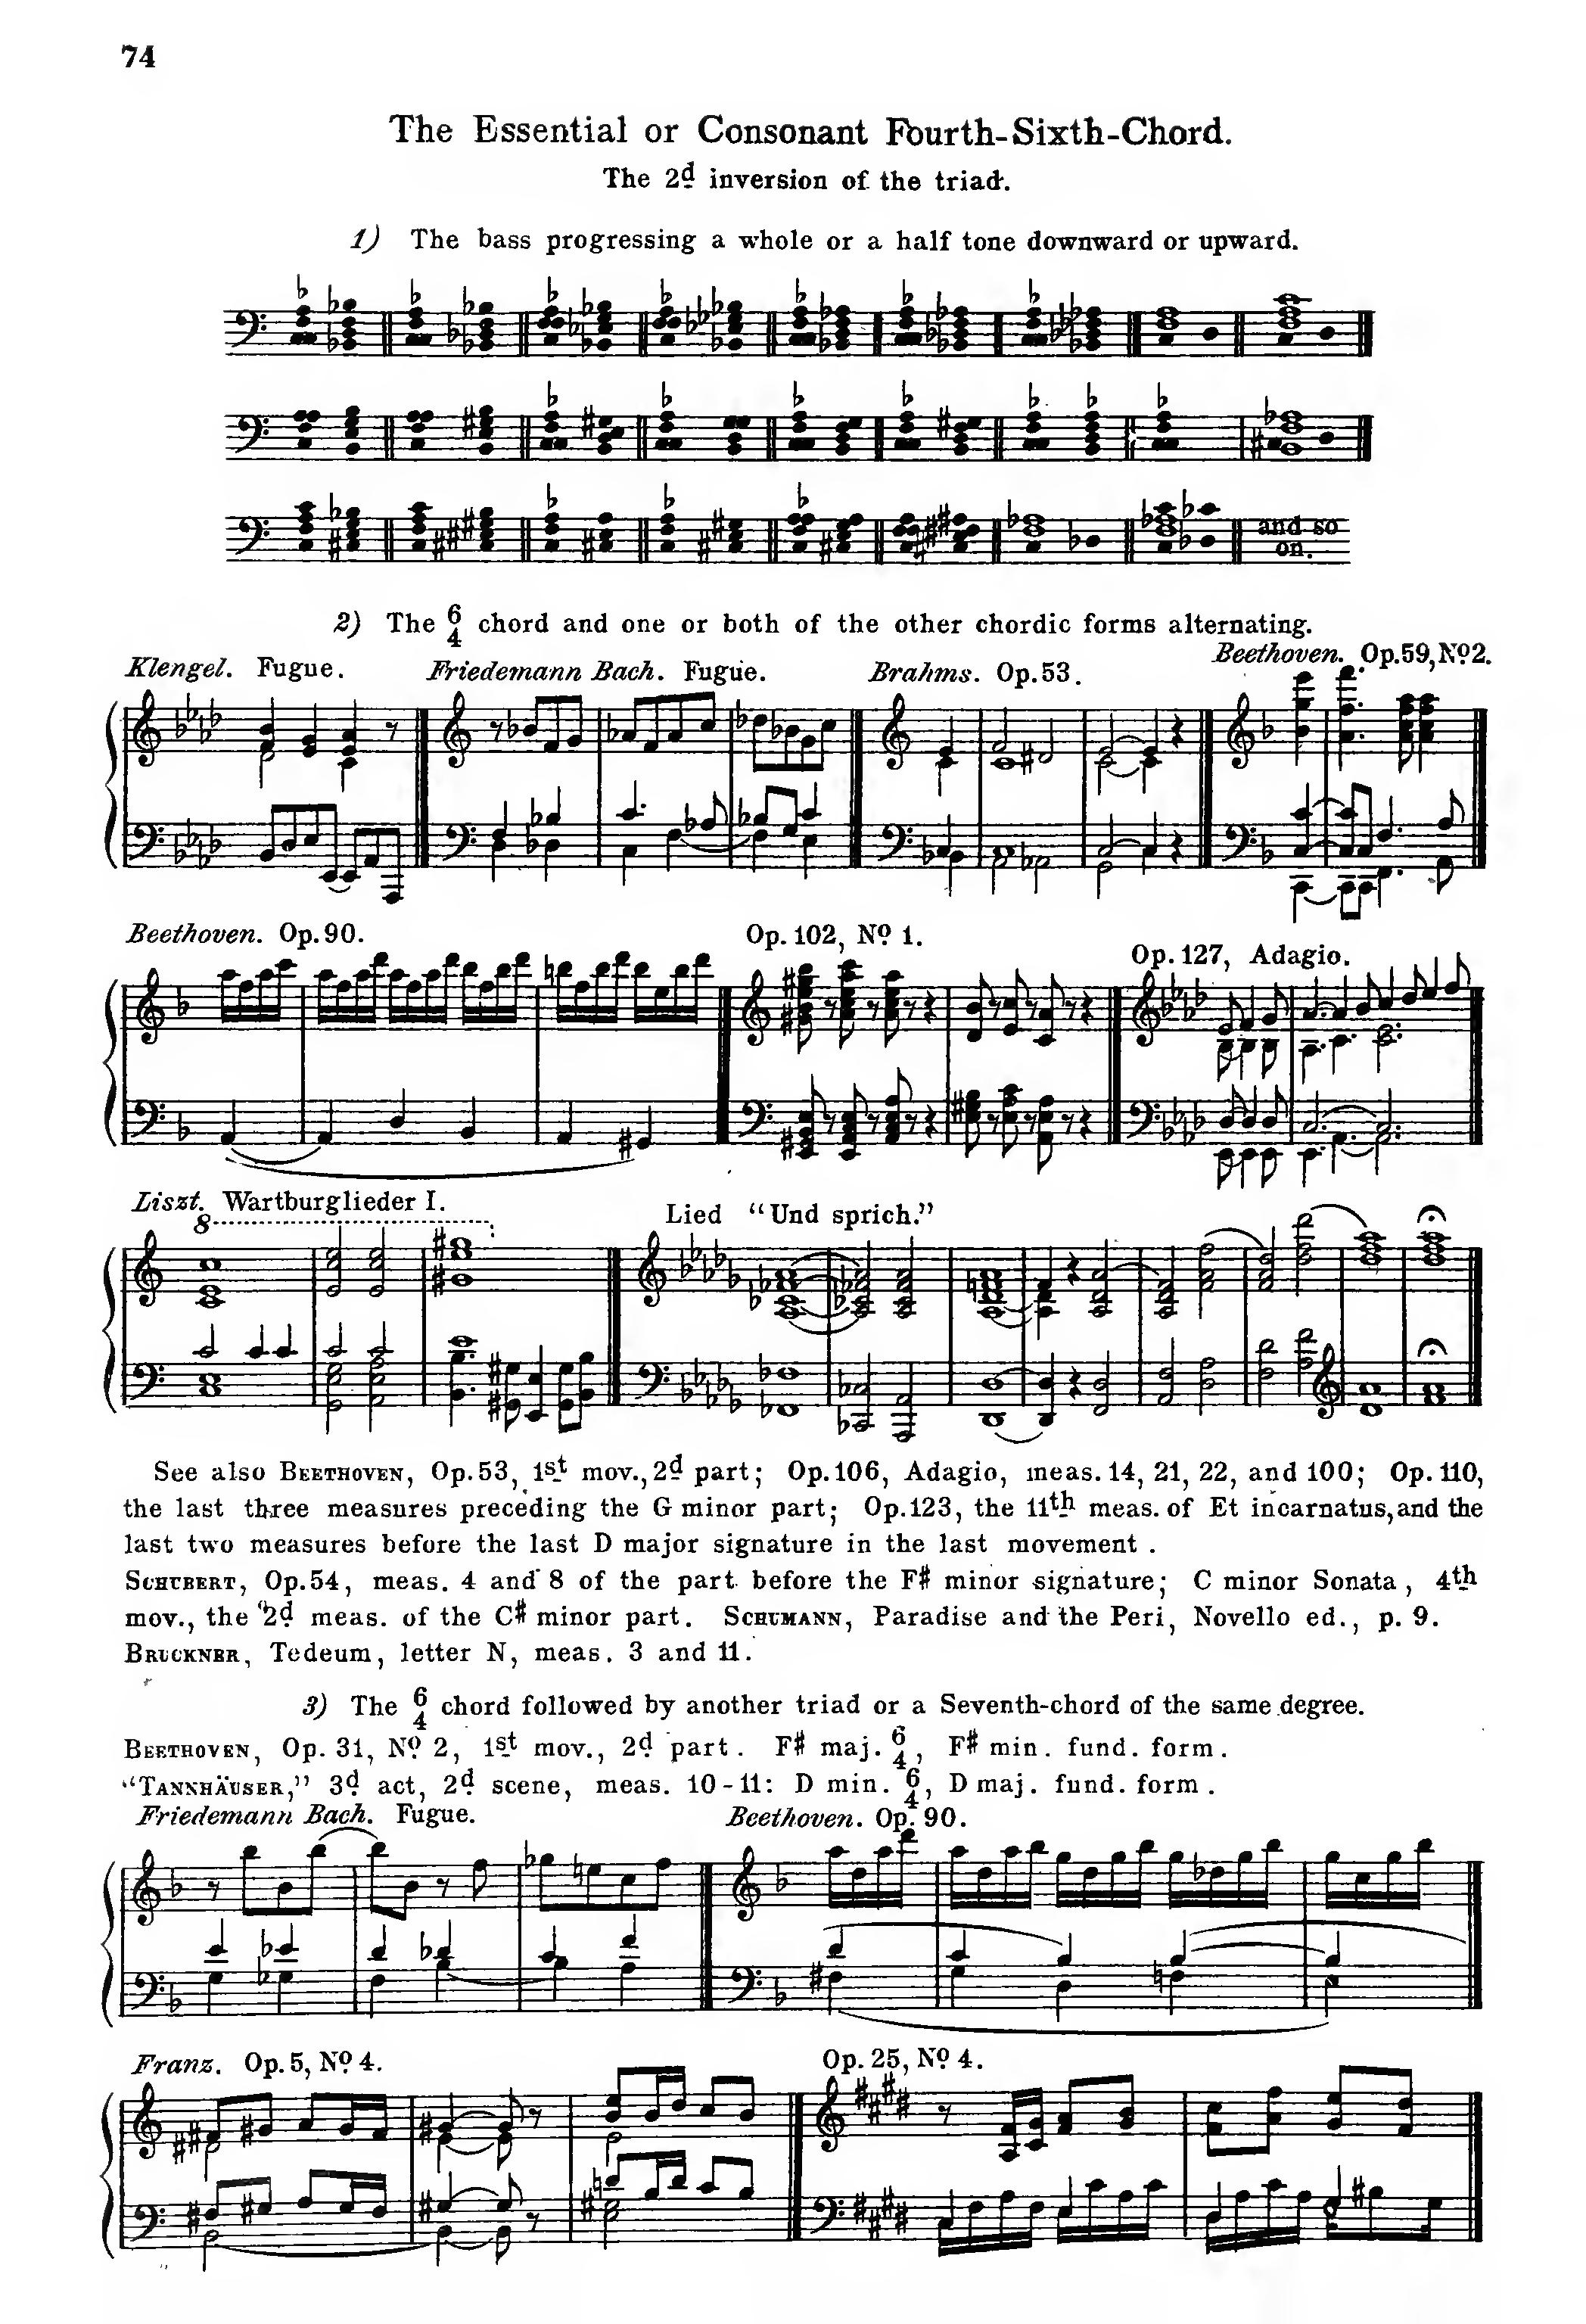 74
The Essential or Consonant Fourth-Sixth-Chord.
The 2d inversion of the triad.
1) The bass progressing a whole or a half tone downward or upward.
and so
on.
2) The 6/4 chord and one or both of the other chordic forms alternating.
Klengel. Fugue. Friedemann Bach. Fugue. Brahms. Op.53. Beethoven. Op.59, No 2.
Beethoven. Op.90. Op. 102, No 1. Op. 127, Adagio.
Liszt. Wartburglieder I. Lied "Und sprich."
8
See also BEETHOVEN, Op.53, 1st mov., 2d part; Op.106, Adagio, meas. 14, 21, 22, and 100; Op. 110,
the last three measures preceding the G minor part; Op.123, the 11th meas. of Et incarnatus, and the
last two measures before the last D major signature in the last movement.
SCHUBERT, Op.54, meas. 4 and 8 of the part before the F# minor signature; C minor Sonata, 4th
mov., the 2d meas. of the C# minor part. SCHUMANN, Paradise and the Peri, Novello ed., p. 9.
BRUCKNER, Tedeum, letter N, meas. 3 and 11.
3) The 6/4 chord followed by another triad or a Seventh-chord of the same degree.
BEETHOVEN, Op. 31, No 2, 1st mov., 2d part. F# maj. 6/4, F# min. fund. form.
"TANNHÄUSER," 3d act, 2d scene, meas. 10-11: D min. 6/4, D maj. fund. form.
Friedemann Bach. Fugue. Beethoven. Op. 90.
Franz. Op. 5, No 4. Op. 25, No 4.